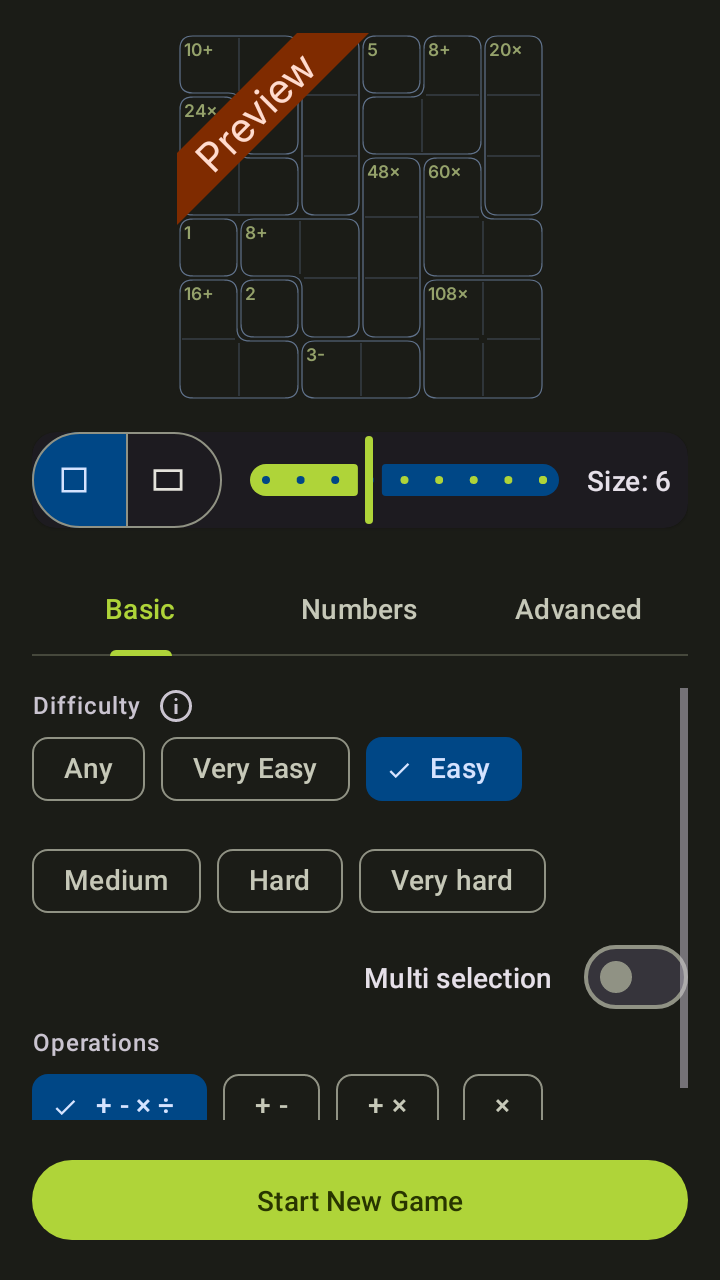 10+ 5 8+ 20×
24×
Preview
48× 60×
1 8+
16+ 2 108×
3-
Size: 6
Basic Numbers Advanced
Difficulty
Any Very Easy Easy
Medium Hard Very hard
Multi selection
Operations
+ - × ÷ + - + × ×
Start New Game